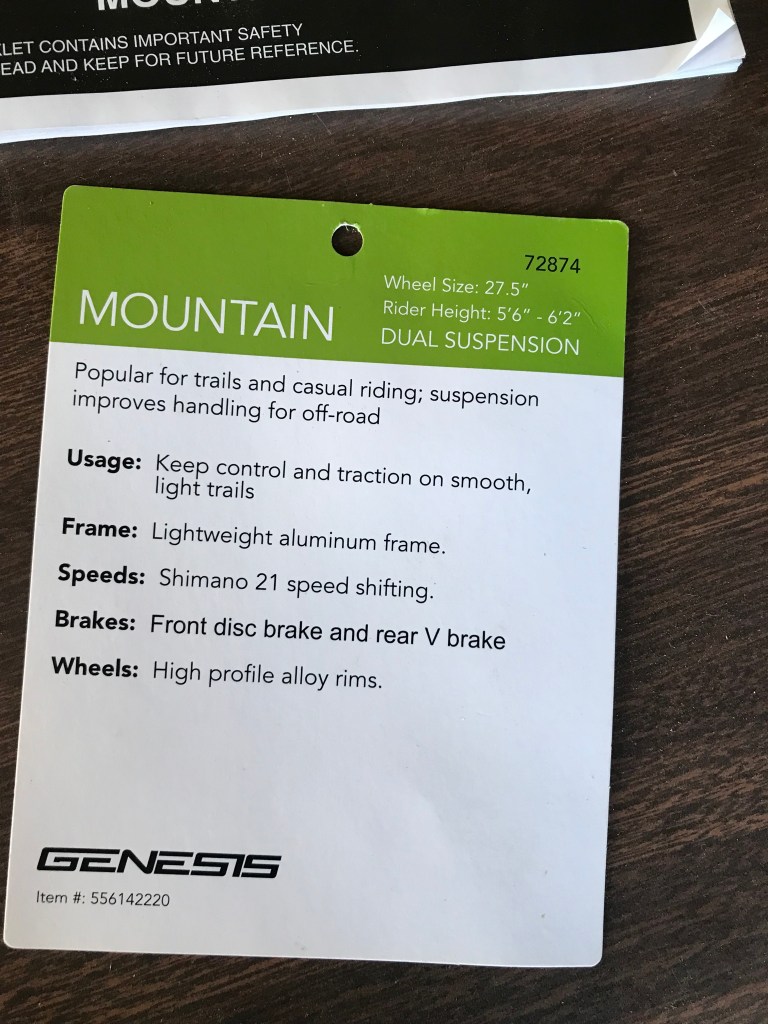 LET CONTAINS IMPORTANT SAFETY
EAD AND KEEP FOR FUTURE REFERENCE.
72874
Wheel Size: 27.5"
Rider Height: 5'6" - 6'2"
MOUNTAIN
DUAL SUSPENSION
Popular for trails and casual riding; suspension
improves handling for off-road
Usage: Keep control and traction on smooth,
light trails
Frame: Lightweight aluminum frame.
Speeds: Shimano 21 speed shifting.
Brakes: Front disc brake and rear V brake
Wheels: High profile alloy rims.
GENESIS
Item #: 556142220